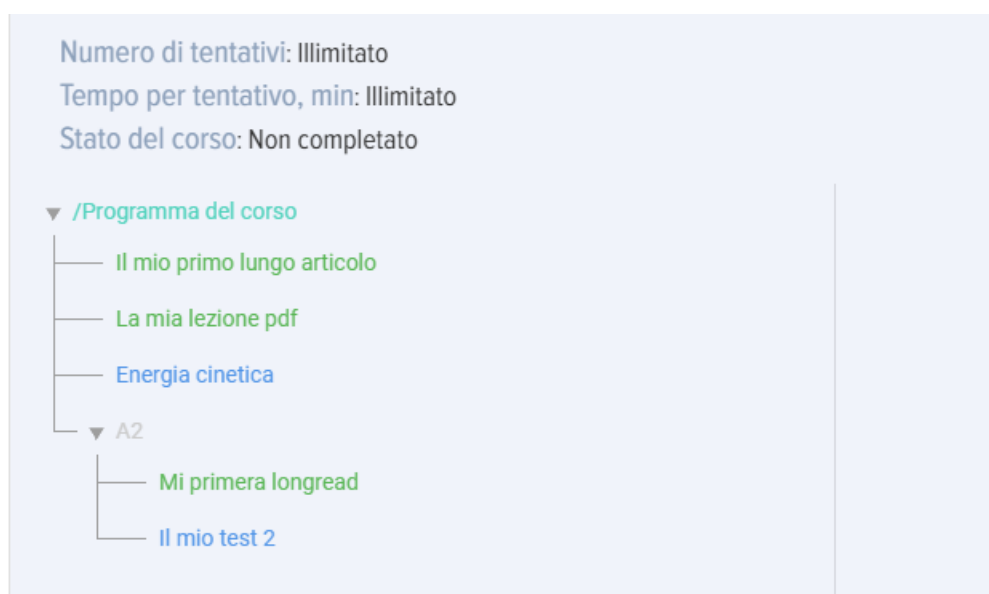 Numero di tentativi: Illimitato
Tempo per tentativo, min: Illimitato
Stato del corso: Non completato
/Programma del corso
Il mio primo lungo articolo
La mia lezione pdf
Energia cinetica
A2
Mi primera longread
Il mio test 2